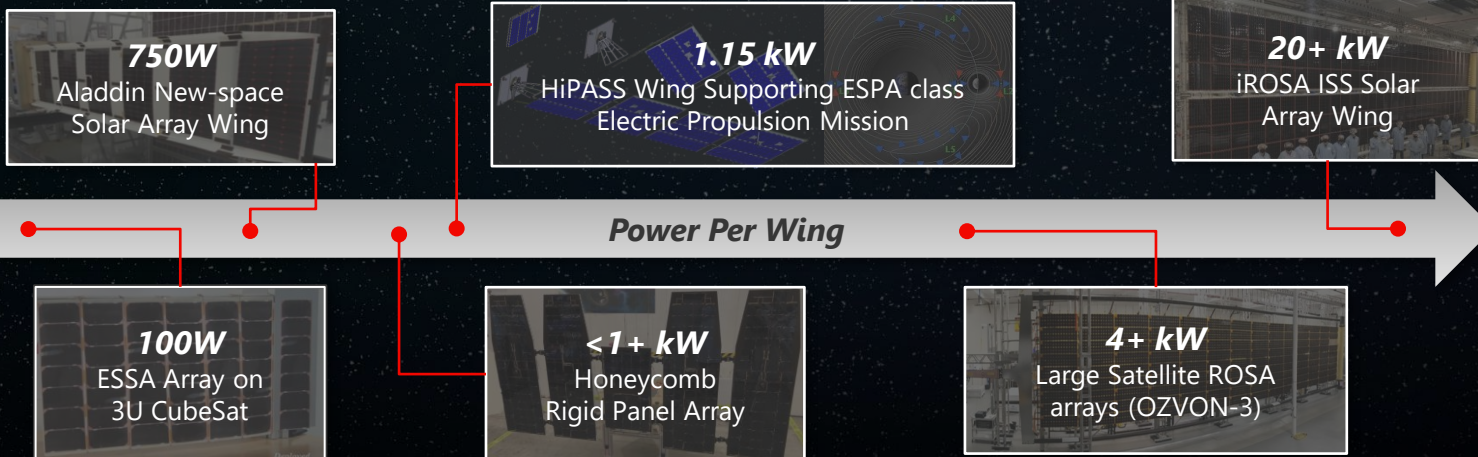 750W
Aladdin New-space
Solar Array Wing
1.15 kW
HiPASS Wing Supporting ESPA class
Electric Propulsion Mission
L4
L5
20+ kW
iROSA ISS Solar
Array Wing
Power Per Wing
100W
ESSA Array on
3U CubeSat
<1+ kW
Honeycomb
Rigid Panel Array
4+ kW
Large Satellite ROSA
arrays (OZVON-3)